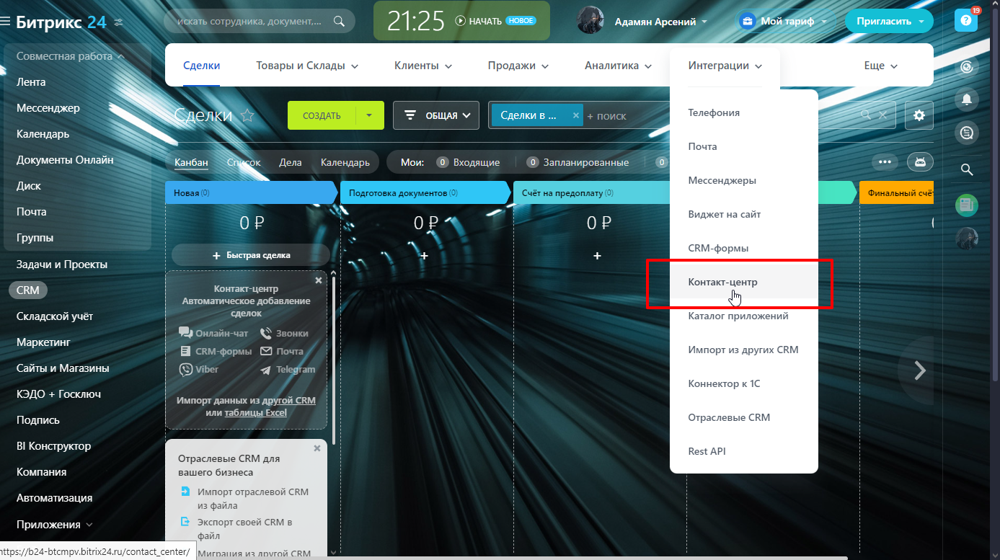 Битрикс 24
искать сотрудника, документ,...
21:25
НАЧАТЬ
НОВОЕ
Адамян Арсений
Мой тариф
Пригласить
19
Совместная работа
Лента
Мессенджер
Календарь
Документы Онлайн
Диск
Почта
Группы
Задачи и Проекты
CRM
Складской учёт
Маркетинг
Сайты и Магазины
КЭДО + Госключ
Подпись
BI Конструктор
Компания
Автоматизация
Приложения
Сделки
Товары и Склады
Клиенты
Продажи
Аналитика
Интеграции
Еще
Сделки
СОЗДАТЬ
ОБЩАЯ
Сделки в ...
+ поиск
Канбан
Список
Дела
Календарь
Мои:
0 Входящие
0 Запланированные
0
Новая (0)
Подготовка документов (0)
Счёт на предоплату (0)
Финальный счёт
0 ₽
0 ₽
0 ₽
+ Быстрая сделка
+
+
Контакт-центр
Автоматическое добавление
сделок
Онлайн-чат
Звонки
CRM-формы
Почта
Viber
Telegram
Импорт данных из другой CRM
или таблицы Excel
Отраслевые CRM для
вашего бизнеса
Импорт отраслевой CRM
из файла
Экспорт своей CRM в
файл
Миграция из другой CRM
Телефония
Почта
Мессенджеры
Виджет на сайт
CRM-формы
Контакт-центр
Каталог приложений
Импорт из других CRM
Коннектор к 1С
Отраслевые CRM
Rest API
https://b24-btcmpv.bitrix24.ru/contact_center/